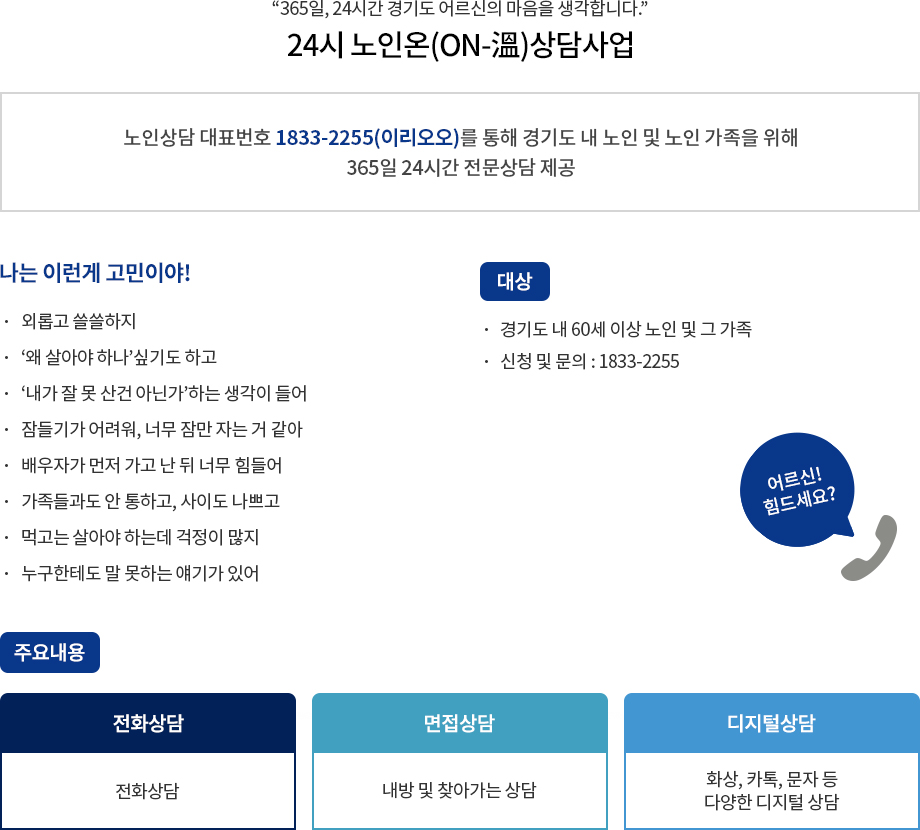 “365일, 24시간 경기도 어르신의 마음을 생각합니다.”
24시 노인온(ON-溫)상담사업
노인상담 대표번호 1833-2255(이리오오)를 통해 경기도 내 노인 및 노인 가족을 위해
365일 24시간 전문상담 제공
나는 이런게 고민이야!
· 외롭고 쓸쓸하지
· ‘왜 살아야 하나’싶기도 하고
· ‘내가 잘 못 산건 아닌가’하는 생각이 들어
· 잠들기가 어려워, 너무 잠만 자는 거 같아
· 배우자가 먼저 가고 난 뒤 너무 힘들어
· 가족들과도 안 통하고, 사이도 나쁘고
· 먹고는 살아야 하는데 걱정이 많지
· 누구한테도 말 못하는 얘기가 있어
대상
· 경기도 내 60세 이상 노인 및 그 가족
· 신청 및 문의 : 1833-2255
어르신!
힘드세요?
주요내용
전화상담
전화상담
면접상담
내방 및 찾아가는 상담
디지털상담
화상, 카톡, 문자 등
다양한 디지털 상담